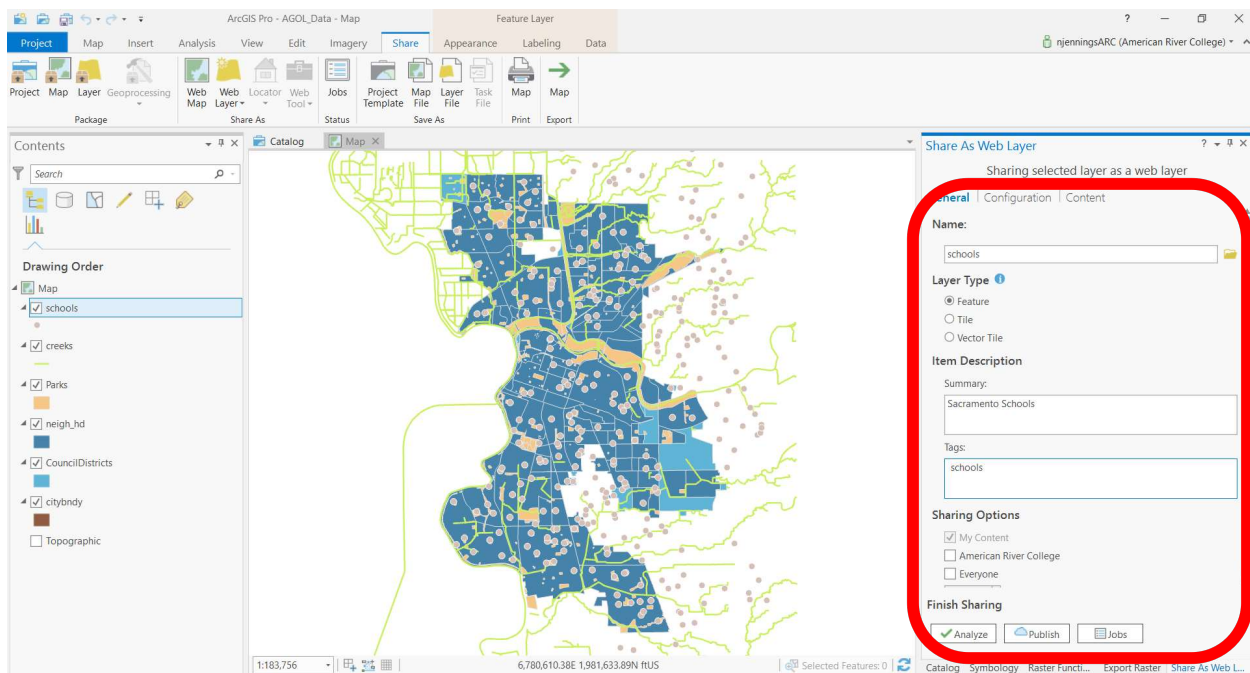 ArcGIS Pro - AGOL_Data - Map
Feature Layer
?
Project Map Insert Analysis View Edit Imagery Share Appearance Labeling Data
njenningsARC (American River College)
Project Map Layer Geoprocessing
Web Map Web Layer Locator Web Tool
Jobs
Project Template Map File Layer File Task File
Map
Map
Package Share As Status Save As Print Export
Contents
Search
Drawing Order
Map
schools
creeks
Parks
neigh_hd
CouncilDistricts
citybndy
Topographic
Catalog Map
1:183,756
6,780,610.38E 1,981,633.89N ftUS
Selected Features: 0
Share As Web Layer ?
Sharing selected layer as a web layer
General Configuration Content
Name:
schools
Layer Type
Feature
Tile
Vector Tile
Item Description
Summary:
Sacramento Schools
Tags:
schools
Sharing Options
My Content
American River College
Everyone
Finish Sharing
Analyze Publish Jobs
Catalog Symbology Raster Functi... Export Raster Share As Web L...